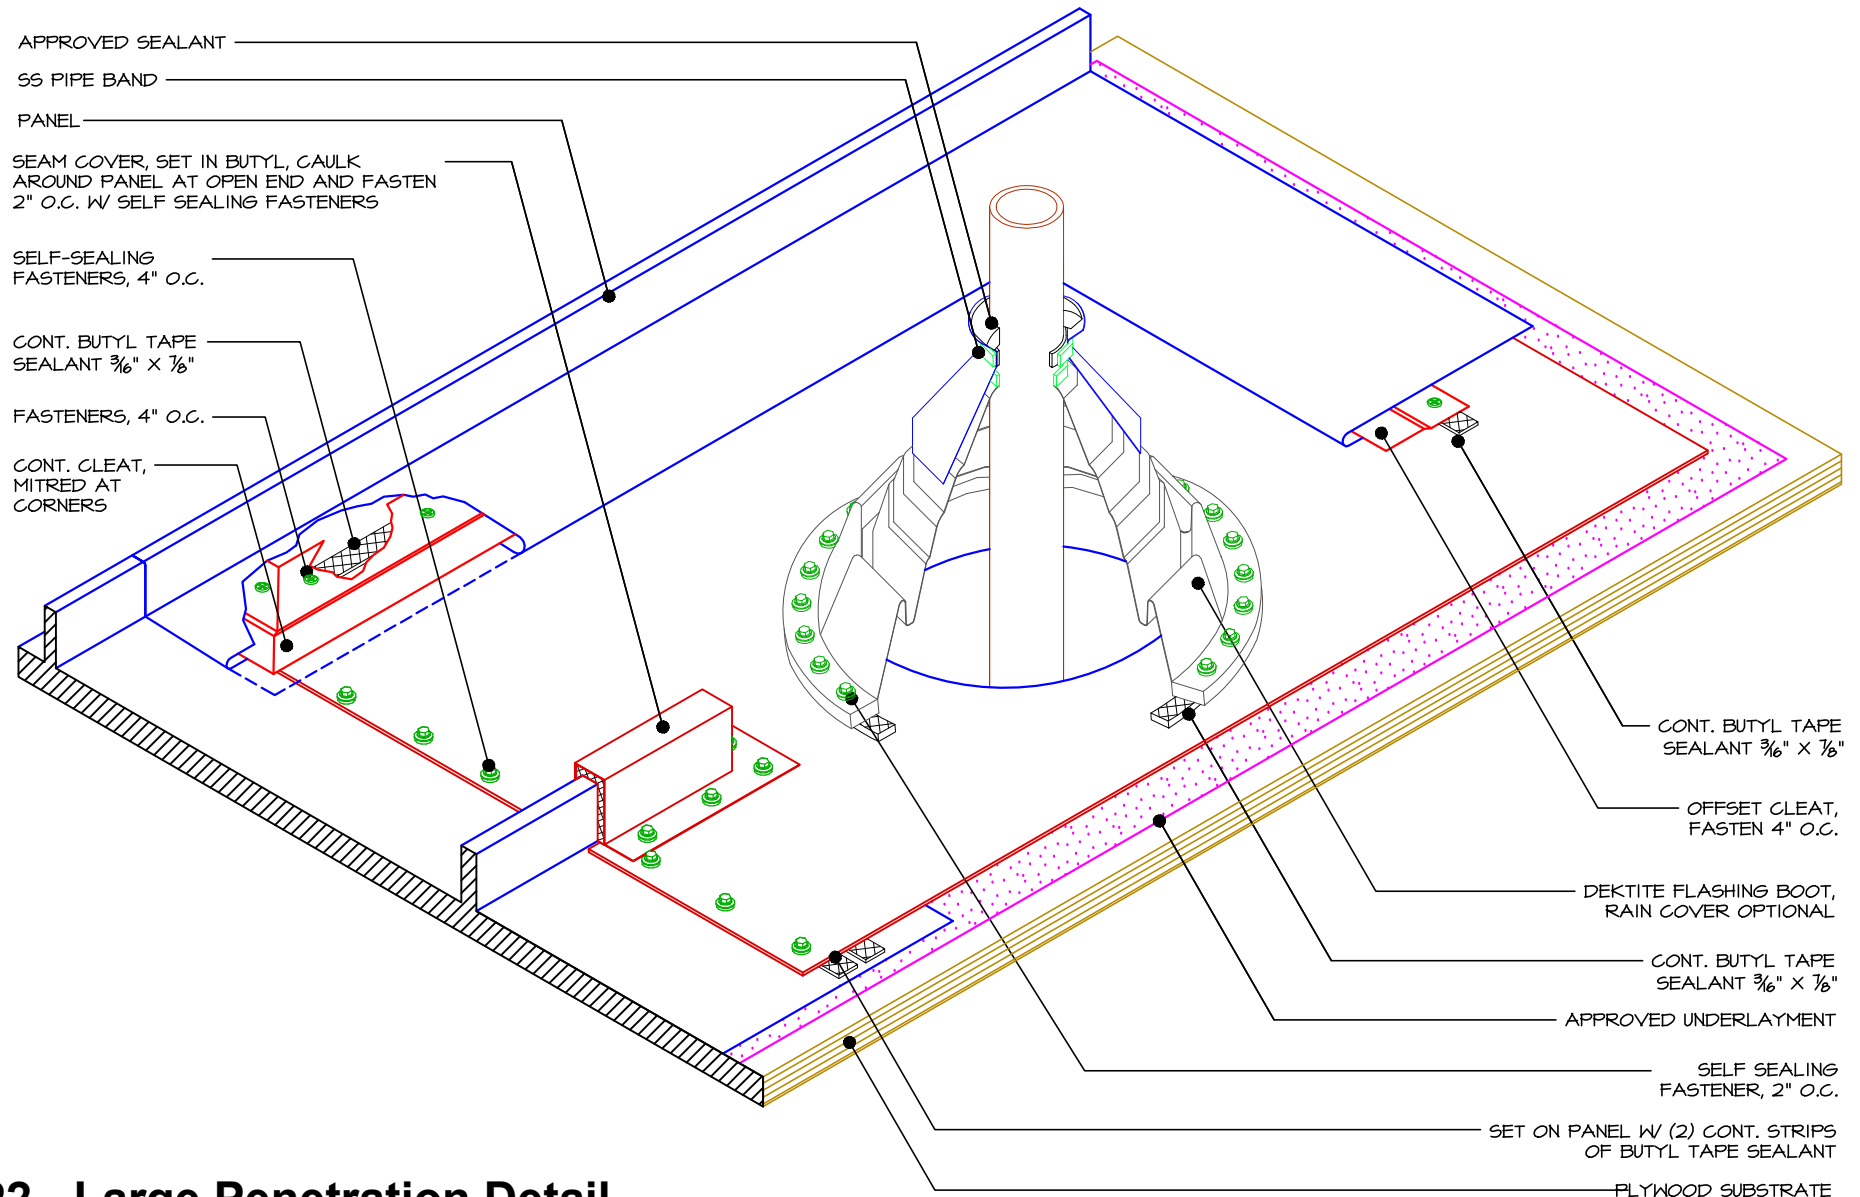 APPROVED SEALANT
SS PIPE BAND
PANEL
SEAM COVER, SET IN BUTYL, CAULK
AROUND PANEL AT OPEN END AND FASTEN
2" O.C. W/ SELF SEALING FASTENERS
SELF-SEALING
FASTENERS, 4" O.C.
CONT. BUTYL TAPE
SEALANT 3/16" X 7/8"
FASTENERS, 4" O.C.
CONT. CLEAT,
MITRED AT
CORNERS
CONT. BUTYL TAPE
SEALANT 3/16" X 7/8"
OFFSET CLEAT,
FASTEN 4" O.C.
DEKTITE FLASHING BOOT,
RAIN COVER OPTIONAL
CONT. BUTYL TAPE
SEALANT 3/16" X 7/8"
APPROVED UNDERLAYMENT
SELF SEALING
FASTENER, 2" O.C.
SET ON PANEL W/ (2) CONT. STRIPS
OF BUTYL TAPE SEALANT
PLYWOOD SUBSTRATE
Large Penetration Detail